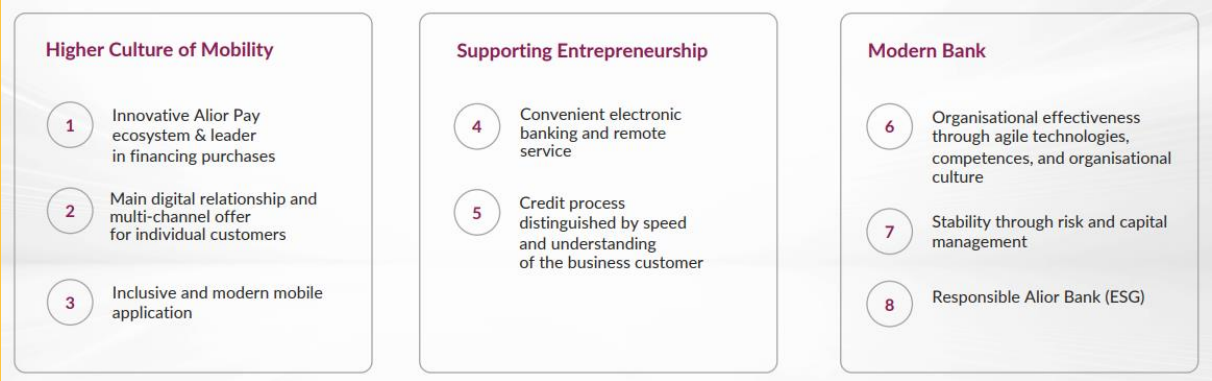 Higher Culture of Mobility
1
Innovative Alior Pay
ecosystem & leader
in financing purchases
2
Main digital relationship and
multi-channel offer
for individual customers
3
Inclusive and modern mobile
application
Supporting Entrepreneurship
4
Convenient electronic
banking and remote
service
5
Credit process
distinguished by speed
and understanding
of the business customer
Modern Bank
6
Organisational effectiveness
through agile technologies,
competences, and organisational
culture
7
Stability through risk and capital
management
8
Responsible Alior Bank (ESG)